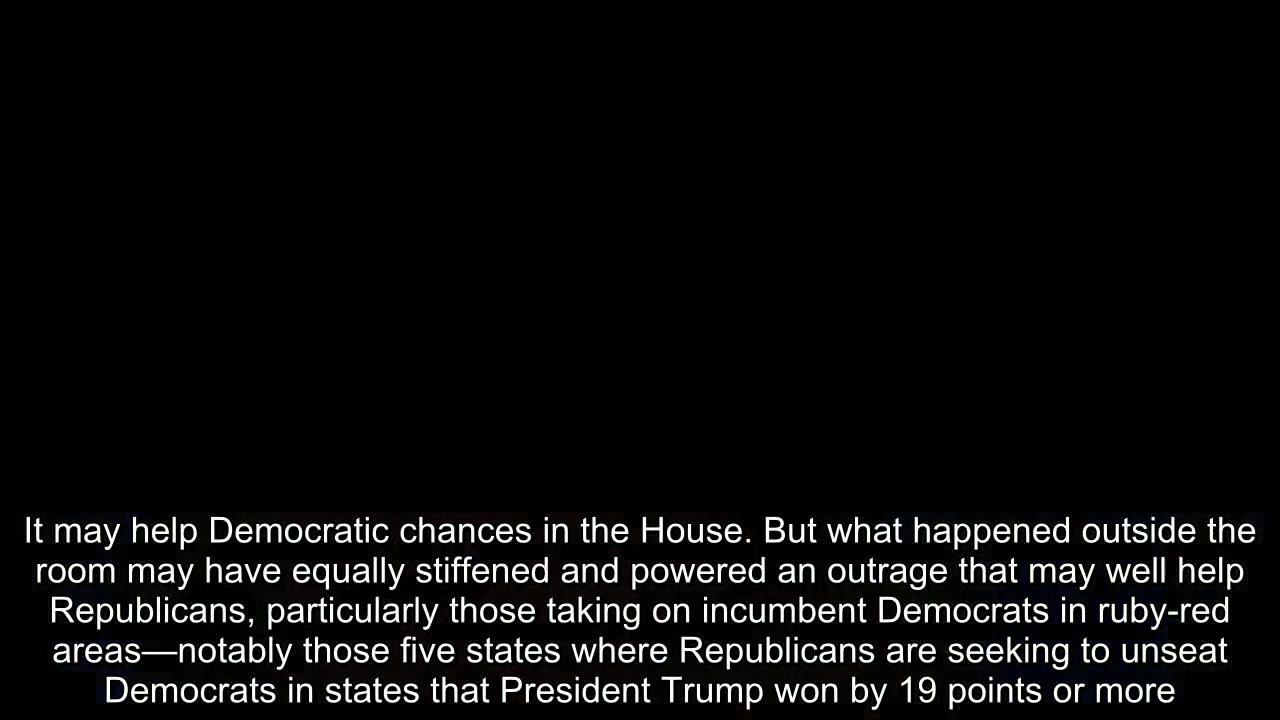 It may help Democratic chances in the House. But what happened outside the
room may have equally stiffened and powered an outrage that may well help
Republicans, particularly those taking on incumbent Democrats in ruby-red
areas—notably those five states where Republicans are seeking to unseat
Democrats in states that President Trump won by 19 points or more